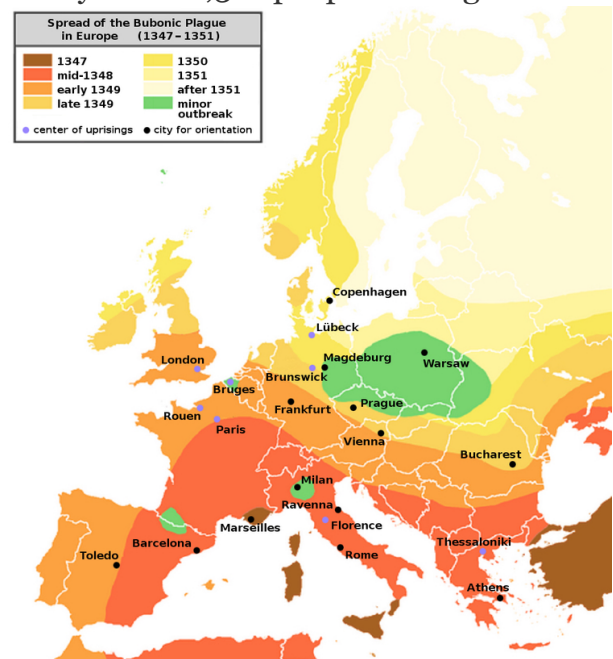 Spread of the Bubonic Plague
in Europe (1347–1351)
1347
mid-1348
early 1349
late 1349
1350
1351
after 1351
minor
outbreak
center of uprisings
city for orientation
Copenhagen
Lübeck
Magdeburg
Warsaw
London
Brunswick
Bruges
Prague
Frankfurt
Rouen
Paris
Vienna
Bucharest
Milan
Ravenna
Marseilles
Florence
Thessaloniki
Barcelona
Toledo
Rome
Athens